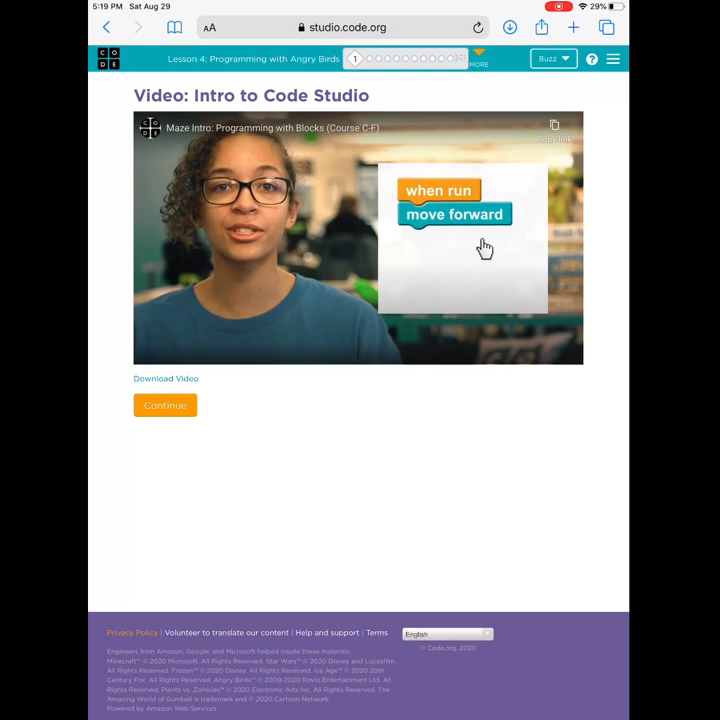 5:19 PM Sat Aug 29
29%
AA
studio.code.org
C O
D E
Lesson 4: Programming with Angry Birds
1
MORE
Buzz
?
Video: Intro to Code Studio
C O
D E
Maze Intro: Programming with Blocks (Course C-F)
Copy link
when run
move forward
Download Video
Continue
Privacy Policy | Volunteer to translate our content | Help and support | Terms
English
Engineers from Amazon, Google, and Microsoft helped create these materials.
© Code.org, 2020
Minecraft™ © 2020 Microsoft. All Rights Reserved. Star Wars™ © 2020 Disney and Lucasfilm.
All Rights Reserved. Frozen™ © 2020 Disney. All Rights Reserved. Ice Age™ © 2020 20th
Century Fox. All Rights Reserved. Angry Birds™ © 2009-2020 Rovio Entertainment Ltd. All
Rights Reserved. Plants vs. Zombies™ © 2020 Electronic Arts Inc. All Rights Reserved. The
Amazing World of Gumball is trademark and © 2020 Cartoon Network.
Powered by Amazon Web Services